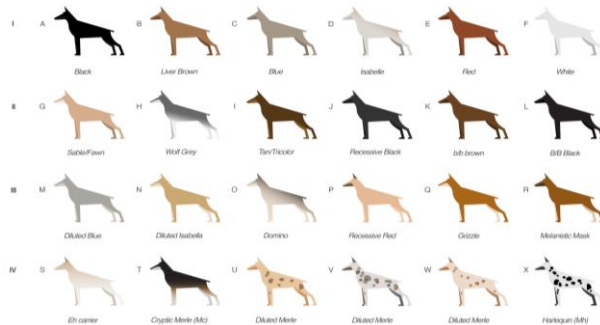 I A B C D E F
Black Liver Brown Blue Isabelle Red White
II G H I J K L
Sable/Fawn Wolf Grey Tan/Tricolor Recessive Black b/b brown B/B Black
III M N O P Q R
Diluted Blue Diluted Isabella Domino Recessive Red Grizzle Melanistic Mask
IV S T U V W X
Eh carrier Cryptic Merle (Mc) Diluted Merle Diluted Merle Diluted Merle Harlequin (Mh)